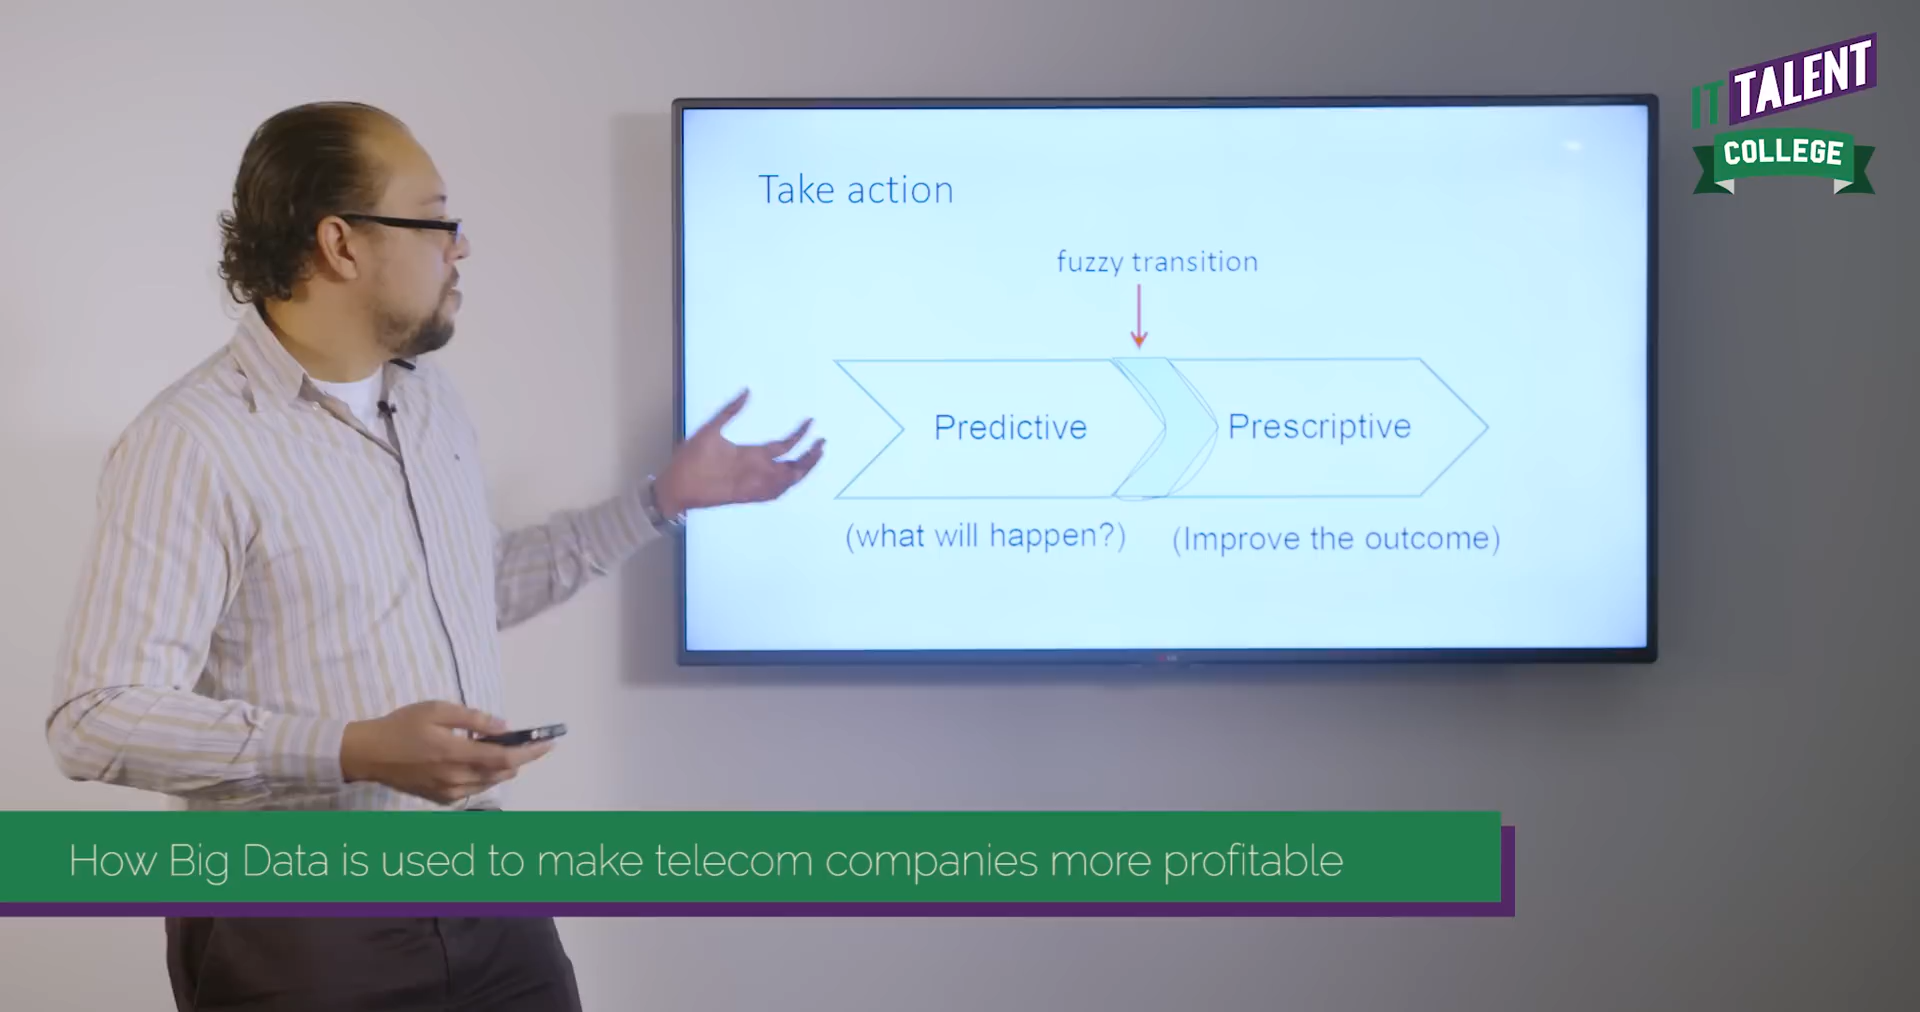 IT TALENT
COLLEGE
Take action
fuzzy transition
Predictive
Prescriptive
(what will happen?)
(Improve the outcome)
How Big Data is used to make telecom companies more profitable